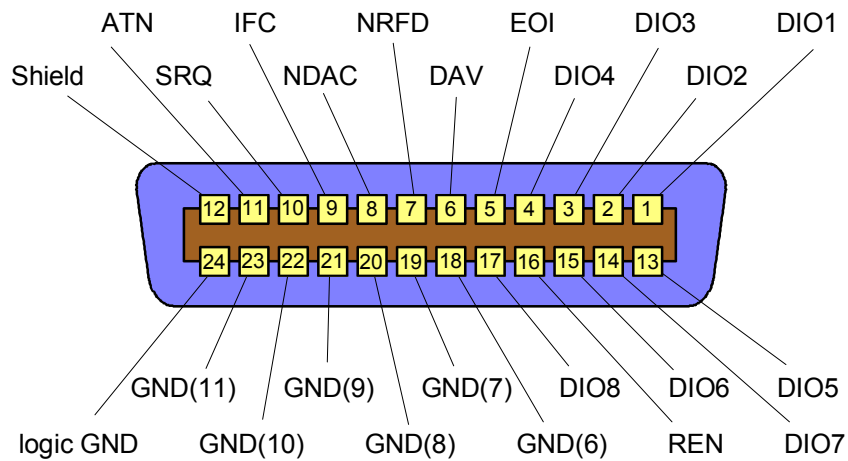 ATN IFC NRFD EOI DIO3 DIO1
Shield SRQ NDAC DAV DIO4 DIO2
12 11 10 9 8 7 6 5 4 3 2 1
24 23 22 21 20 19 18 17 16 15 14 13
GND(11) GND(9) GND(7) DIO8 DIO6 DIO5
logic GND GND(10) GND(8) GND(6) REN DIO7